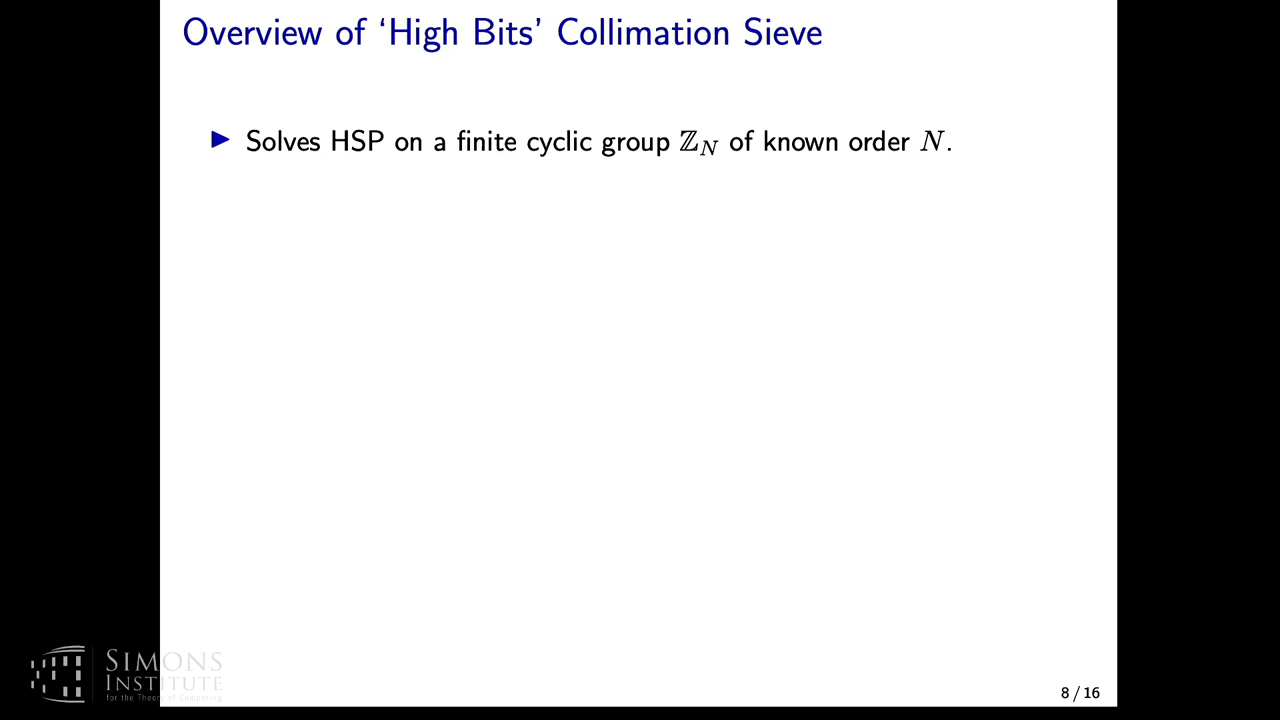 Overview of ‘High Bits’ Collimation Sieve
▶ Solves HSP on a finite cyclic group ℤ_N of known order N.
SIMONS
INSTITUTE
for the Theory of Computing
8 / 16